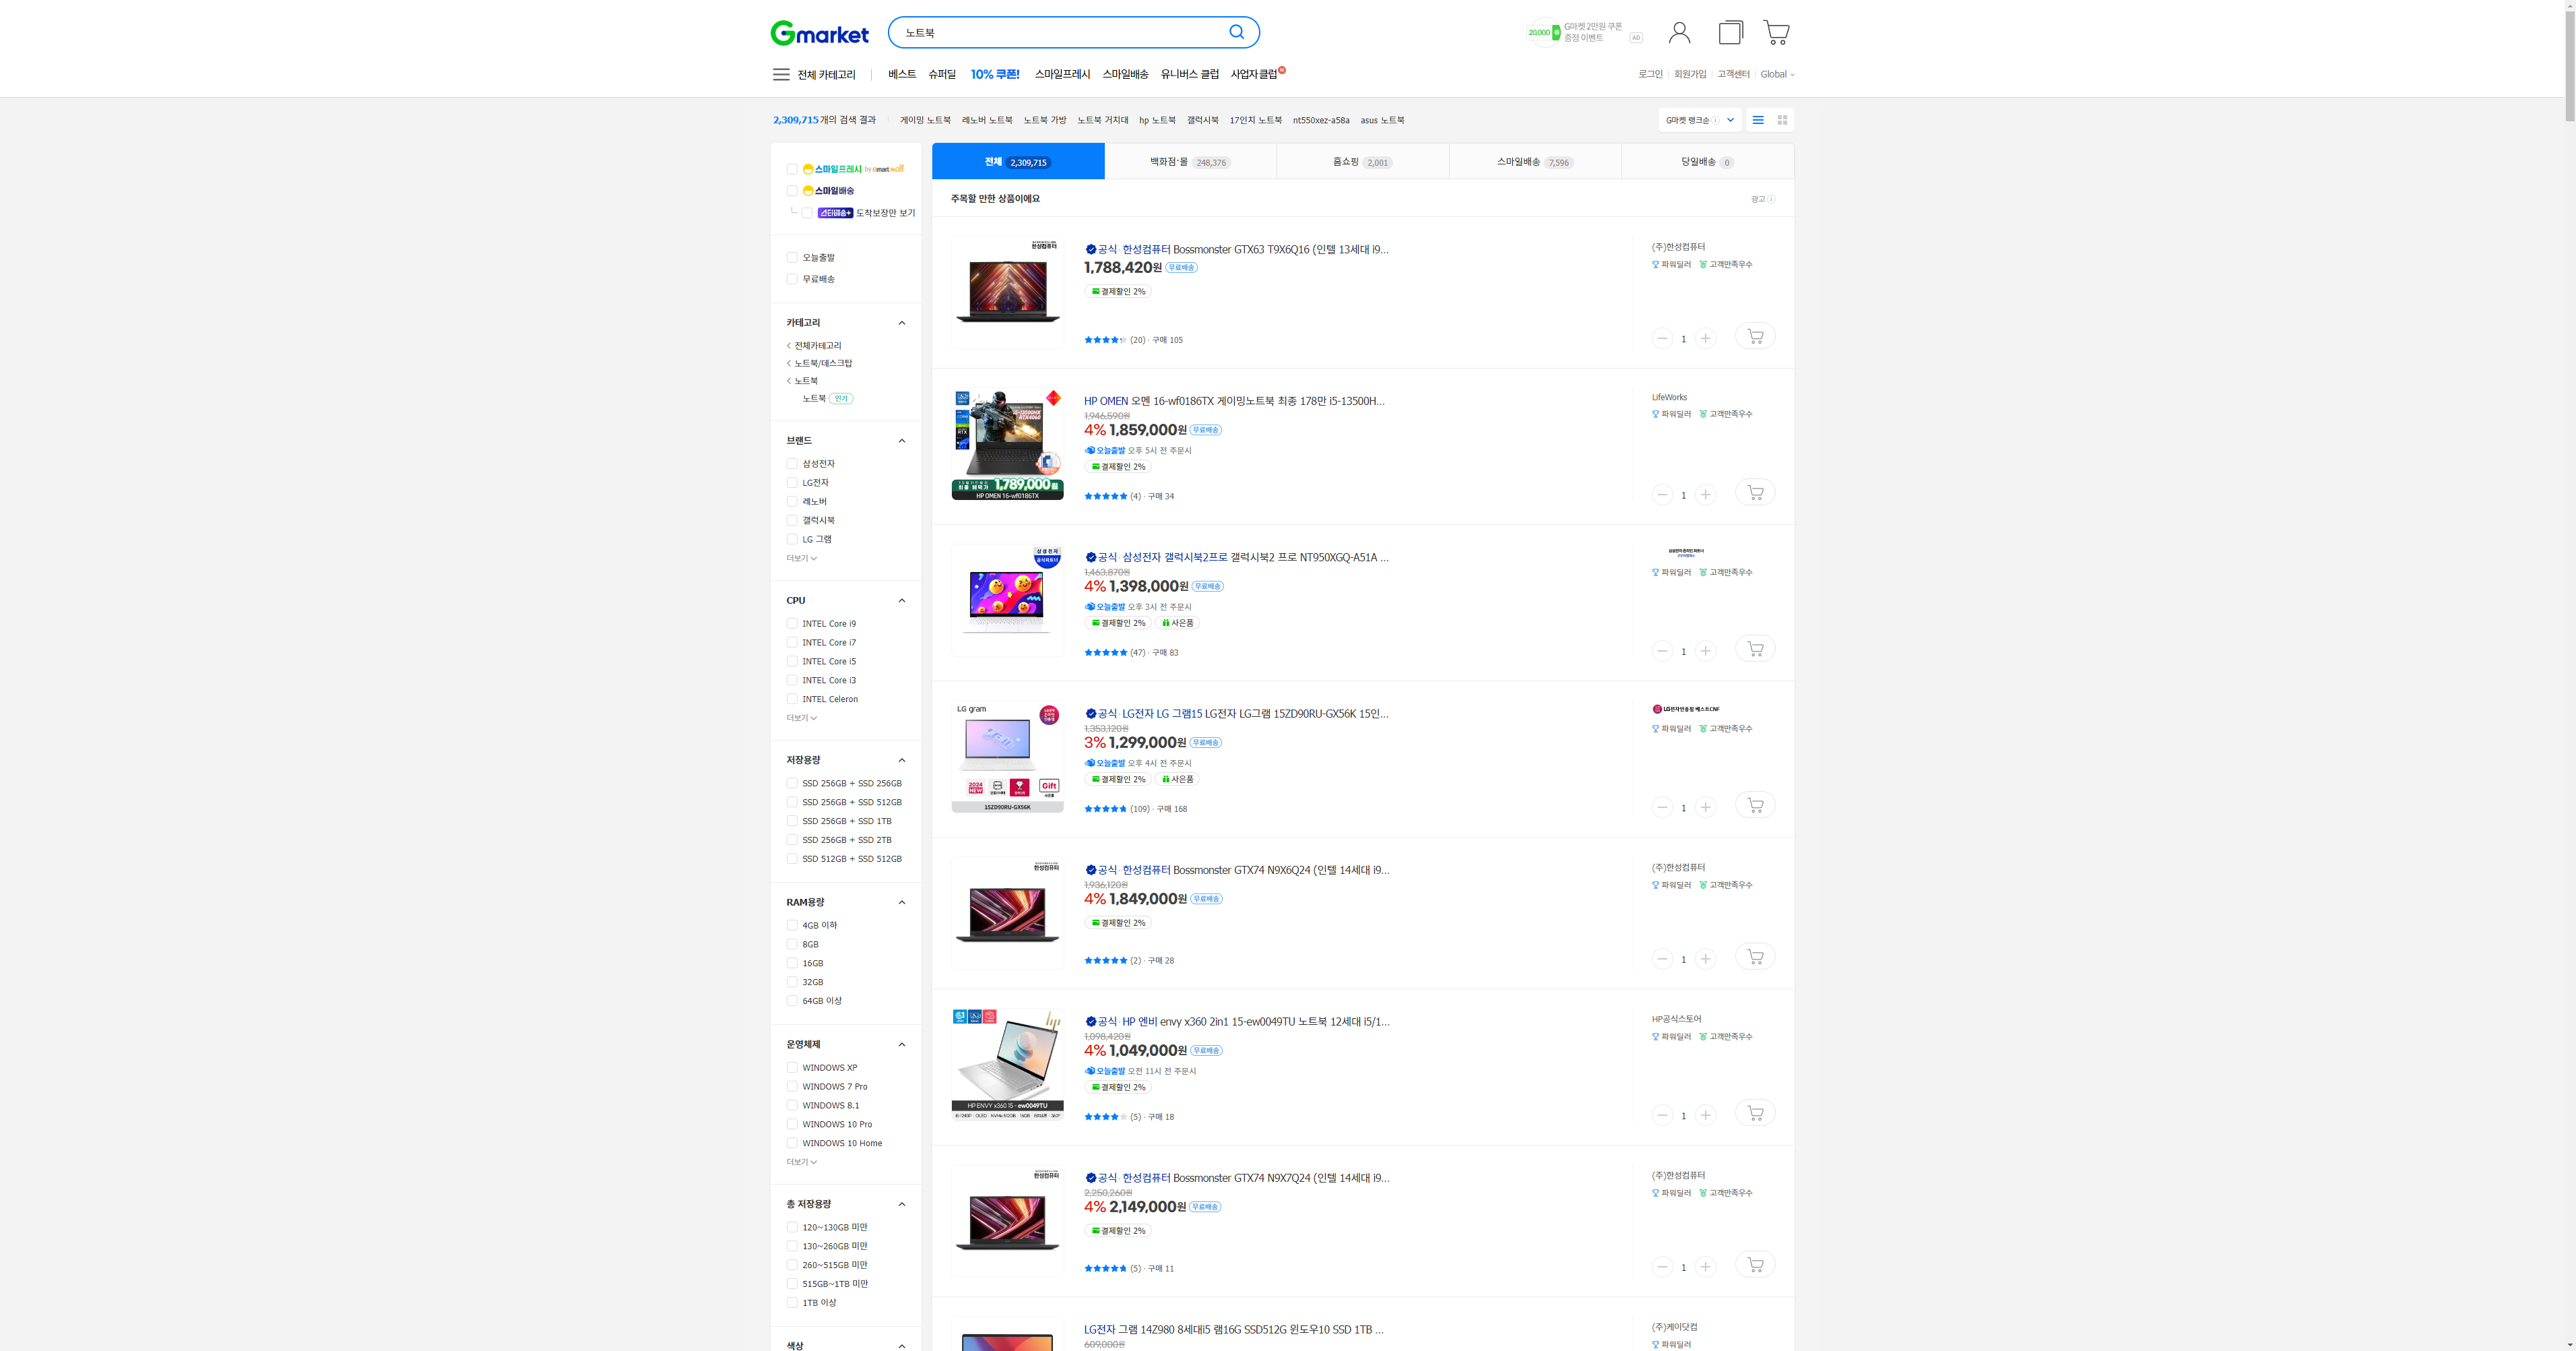 Gmarket
노트북
20,000
G마켓 2만원 쿠폰
증정 이벤트
AD
전체 카테고리
베스트 슈퍼딜 10% 쿠폰! 스마일프레시 스마일배송 유니버스 클럽 사업자클럽
로그인 회원가입 고객센터 Global
2,309,715개의 검색 결과
게이밍 노트북 레노버 노트북 노트북 가방 노트북 거치대 hp 노트북 갤럭시북 17인치 노트북 nt550xez-a58a asus 노트북
G마켓 랭크순
스마일프레시 by emart mall
스마일배송
스타배송+ 도착보장만 보기
오늘출발
무료배송
카테고리
전체카테고리
노트북/데스크탑
노트북
노트북 인기
브랜드
삼성전자
LG전자
레노버
갤럭시북
LG 그램
더보기
CPU
INTEL Core i9
INTEL Core i7
INTEL Core i5
INTEL Core i3
INTEL Celeron
더보기
저장용량
SSD 256GB + SSD 256GB
SSD 256GB + SSD 512GB
SSD 256GB + SSD 1TB
SSD 256GB + SSD 2TB
SSD 512GB + SSD 512GB
RAM용량
4GB 이하
8GB
16GB
32GB
64GB 이상
운영체제
WINDOWS XP
WINDOWS 7 Pro
WINDOWS 8.1
WINDOWS 10 Pro
WINDOWS 10 Home
더보기
총 저장용량
120~130GB 미만
130~260GB 미만
260~515GB 미만
515GB~1TB 미만
1TB 이상
색상
전체 2,309,715
백화점·몰 248,376
홈쇼핑 2,001
스마일배송 7,596
당일배송 0
주목할 만한 상품이에요
광고
한성컴퓨터
공식 · 한성컴퓨터 Bossmonster GTX63 T9X6Q16 (인텔 13세대 i9...
1,788,420원 무료배송
결제할인 2%
(20) · 구매 105
(주)한성컴퓨터
파워딜러 고객만족우수
1
i5-13500HX
RTX4060
1,789,000원
HP OMEN 16-wf0186TX
HP OMEN 오멘 16-wf0186TX 게이밍노트북 최종 178만 i5-13500H...
1,946,590원
4% 1,859,000원 무료배송
오늘출발 오후 5시 전 주문시
결제할인 2%
(4) · 구매 34
LifeWorks
파워딜러 고객만족우수
1
삼성전자
공식파트너
공식 · 삼성전자 갤럭시북2프로 갤럭시북2 프로 NT950XGQ-A51A ...
1,463,870원
4% 1,398,000원 무료배송
오늘출발 오후 3시 전 주문시
결제할인 2% 사은품
(47) · 구매 83
파워딜러 고객만족우수
1
LG gram
2024
NEW
Gift
15ZD90RU-GX56K
공식 · LG전자 LG 그램15 LG전자 LG그램 15ZD90RU-GX56K 15인...
1,353,120원
3% 1,299,000원 무료배송
오늘출발 오후 4시 전 주문시
결제할인 2% 사은품
(109) · 구매 168
LG전자인증점 베스트CNF
파워딜러 고객만족우수
1
한성컴퓨터
공식 · 한성컴퓨터 Bossmonster GTX74 N9X6Q24 (인텔 14세대 i9...
1,936,120원
4% 1,849,000원 무료배송
결제할인 2%
(2) · 구매 28
(주)한성컴퓨터
파워딜러 고객만족우수
1
HP ENVY x360 15 - ew0049TU
공식 · HP 엔비 envy x360 2in1 15-ew0049TU 노트북 12세대 i5/1...
1,098,420원
4% 1,049,000원 무료배송
오늘출발 오전 11시 전 주문시
결제할인 2%
(5) · 구매 18
HP공식스토어
파워딜러 고객만족우수
1
한성컴퓨터
공식 · 한성컴퓨터 Bossmonster GTX74 N9X7Q24 (인텔 14세대 i9...
2,250,260원
4% 2,149,000원 무료배송
결제할인 2%
(5) · 구매 11
(주)한성컴퓨터
파워딜러 고객만족우수
1
LG전자 그램 14Z980 8세대i5 램16G SSD512G 윈도우10 SSD 1TB ...
609,000원
(주)케이닷컴
파워딜러